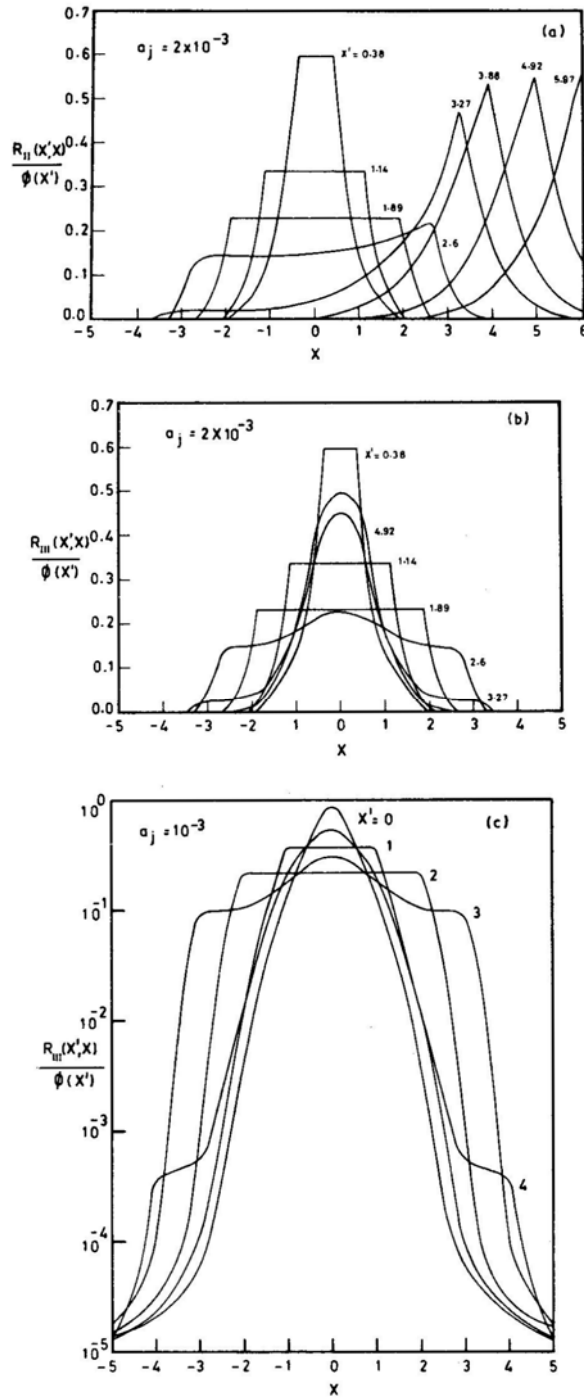 (a)
a_j = 2×10⁻³
x' = 0.38
1.14
1.89
2.6
3.27
3.88
4.92
5.97
R_II (x',x)
ϕ(x')
0.7
0.6
0.5
0.4
0.3
0.2
0.1
0.0
-5 -4 -3 -2 -1 0 1 2 3 4 5 6
X
(b)
a_j = 2×10⁻³
x' = 0.38
4.92
1.14
1.89
2.6
3.27
R_III (x',x)
ϕ(x')
0.7
0.6
0.5
0.4
0.3
0.2
0.1
0.0
-5 -4 -3 -2 -1 0 1 2 3 4 5
X
(c)
a_j = 10⁻³
X' = 0
1
2
3
4
R_III (x',x)
ϕ(x')
10⁰
10⁻¹
10⁻²
10⁻³
10⁻⁴
10⁻⁵
-5 -4 -3 -2 -1 0 1 2 3 4 5
X